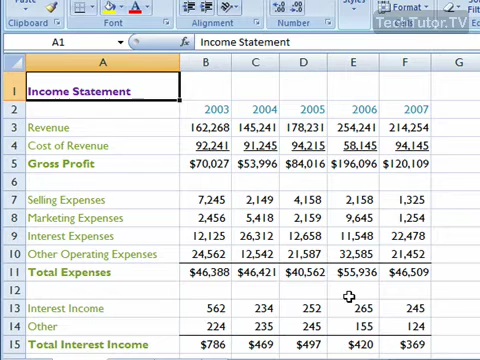 Paste
B I U
Font
Alignment
Number
Styles
Format
Cells
TechTutor.TV
A1 fx Income Statement
A B C D E F G
1 Income Statement
2 2003 2004 2005 2006 2007
3 Revenue 162,268 145,241 178,231 254,241 214,254
4 Cost of Revenue 92,241 91,245 94,215 58,145 94,145
5 Gross Profit $70,027 $53,996 $84,016 $196,096 $120,109
6
7 Selling Expenses 7,245 2,149 4,158 2,158 1,325
8 Marketing Expenses 2,456 5,418 2,159 9,645 1,254
9 Interest Expenses 12,125 26,312 12,658 11,548 22,478
10 Other Operating Expenses 24,562 12,542 21,587 32,585 21,452
11 Total Expenses $46,388 $46,421 $40,562 $55,936 $46,509
12
13 Interest Income 562 234 252 265 245
14 Other 224 235 245 155 124
15 Total Interest Income $786 $469 $497 $420 $369